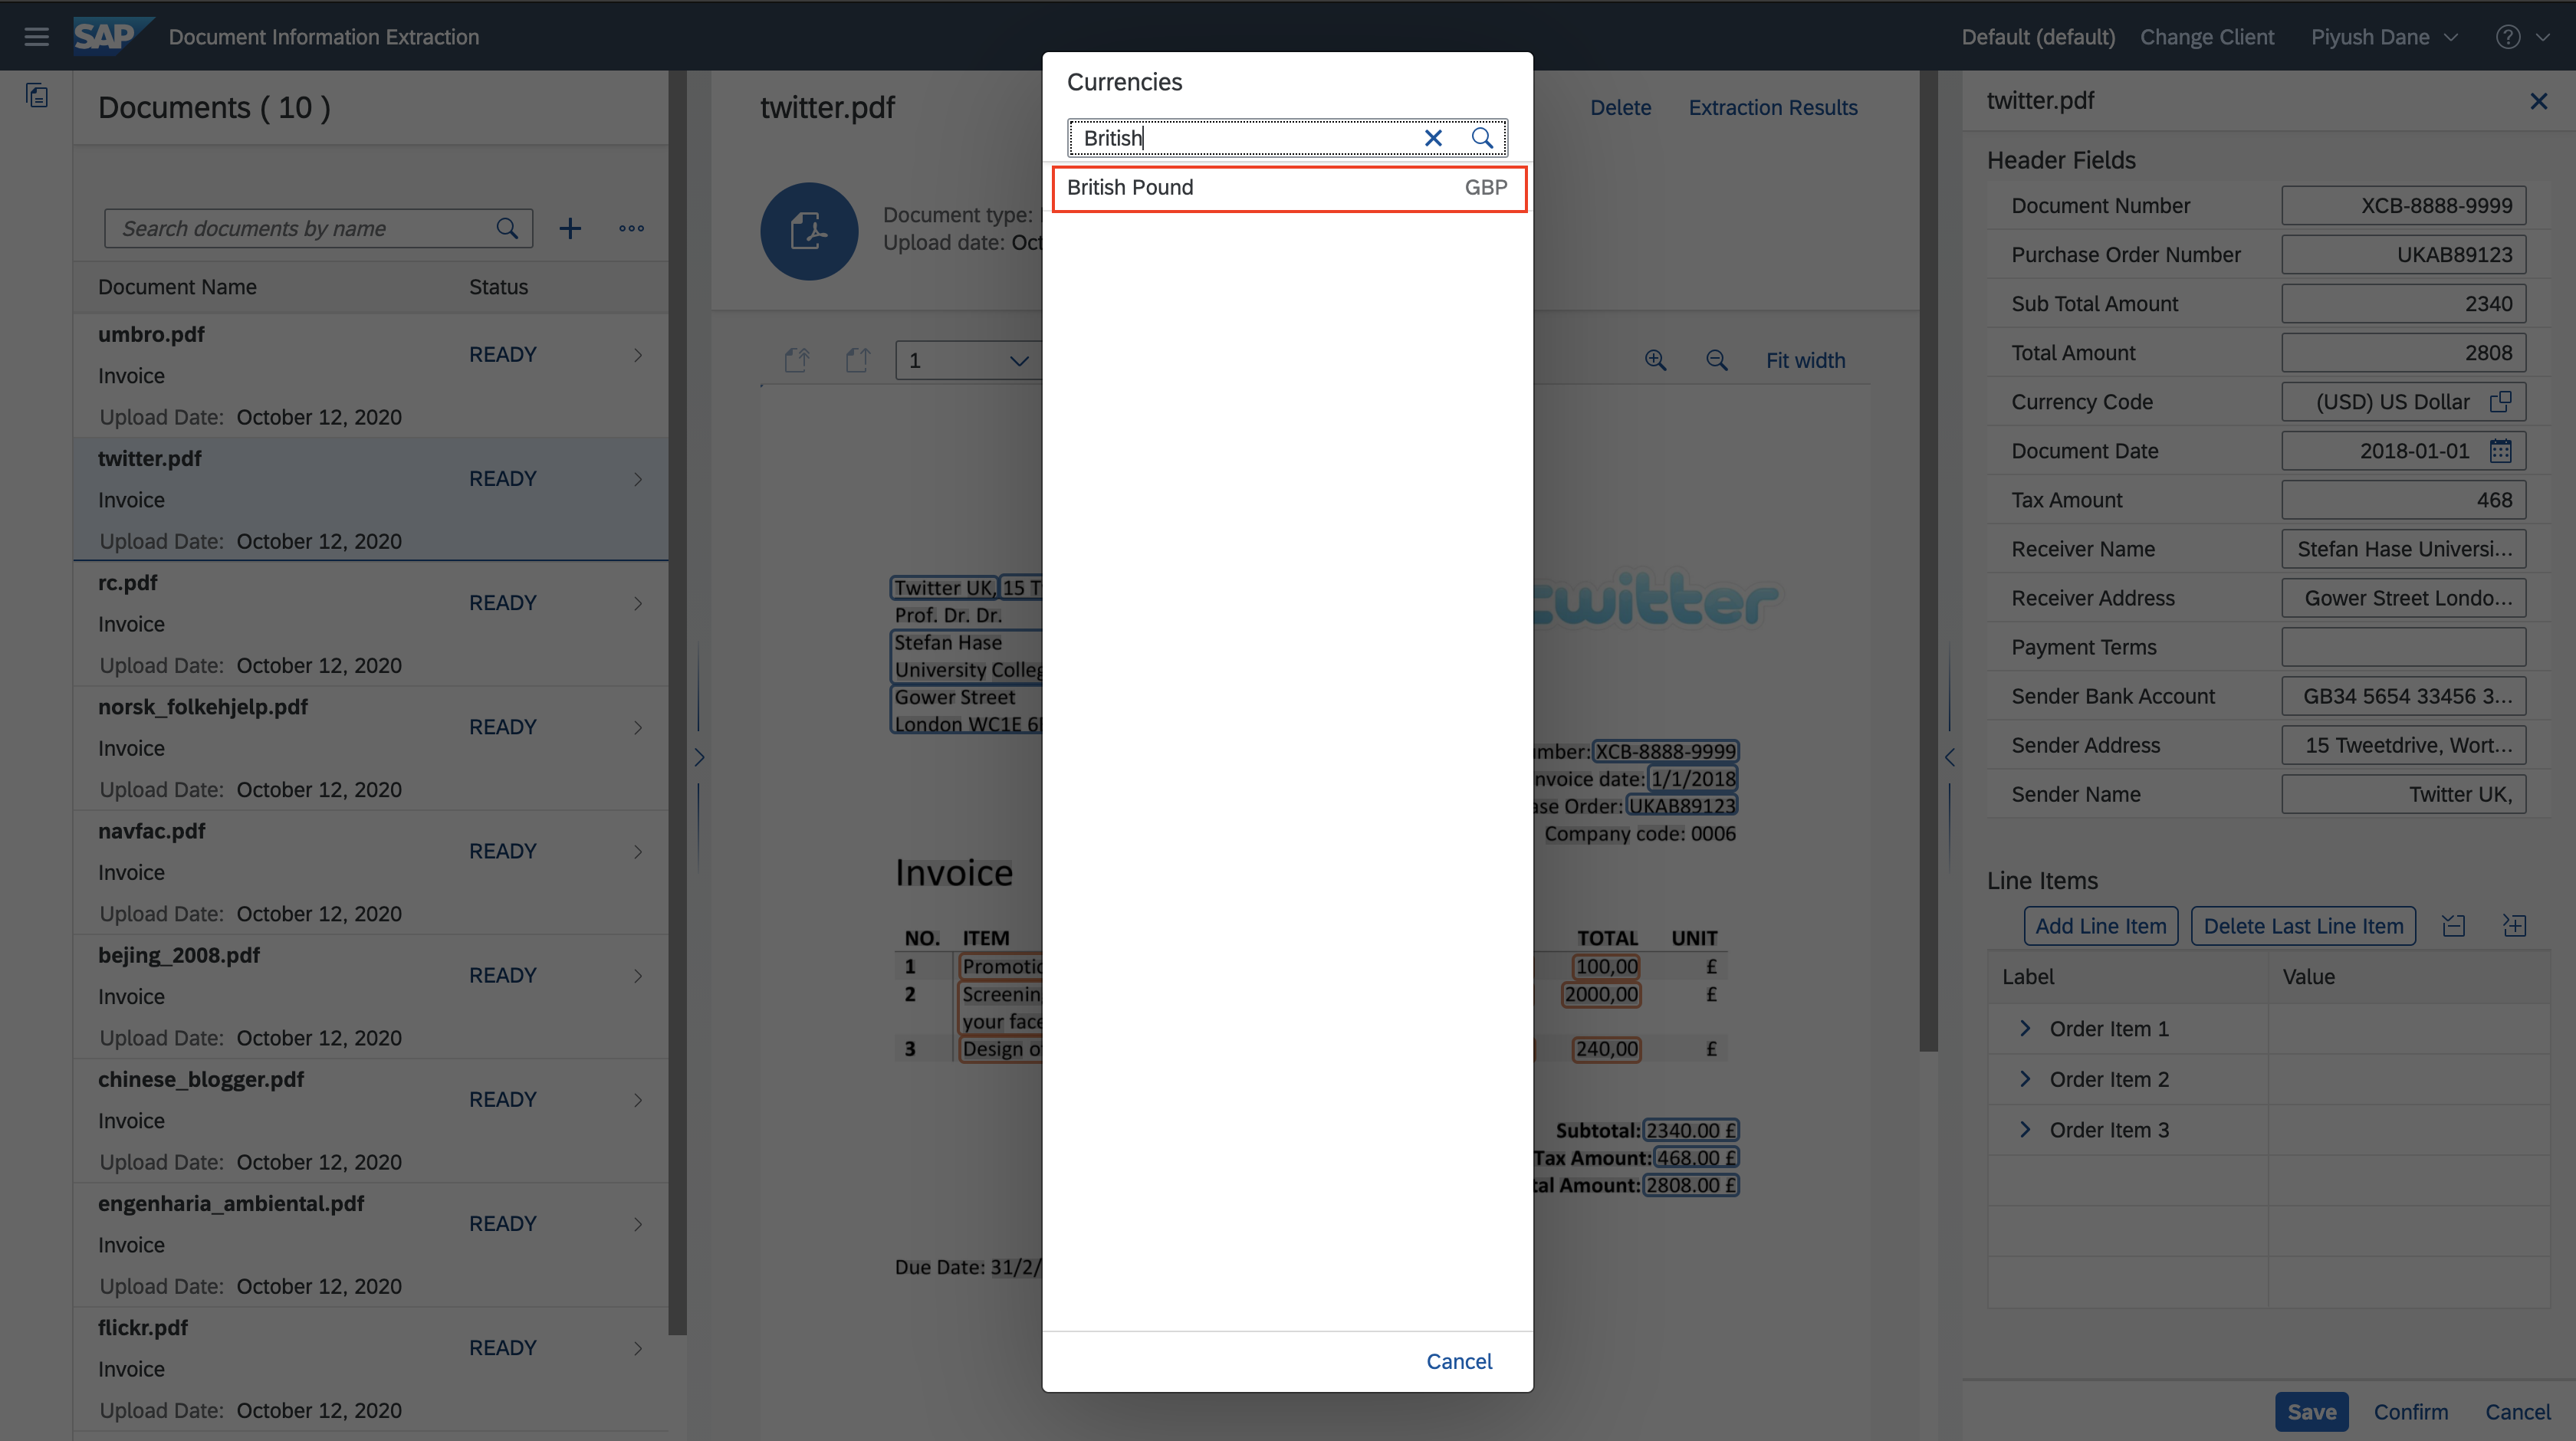 SAP Document Information Extraction
Default (default) Change Client Piyush Dane
Documents ( 10 )
Search documents by name
Document Name Status
umbro.pdf
READY
Invoice
Upload Date: October 12, 2020
twitter.pdf
READY
Invoice
Upload Date: October 12, 2020
rc.pdf
READY
Invoice
Upload Date: October 12, 2020
norsk_folkehjelp.pdf
READY
Invoice
Upload Date: October 12, 2020
navfac.pdf
READY
Invoice
Upload Date: October 12, 2020
bejing_2008.pdf
READY
Invoice
Upload Date: October 12, 2020
chinese_blogger.pdf
READY
Invoice
Upload Date: October 12, 2020
engenharia_ambiental.pdf
READY
Invoice
Upload Date: October 12, 2020
flickr.pdf
READY
Invoice
Upload Date: October 12, 2020
twitter.pdf
Delete Extraction Results
Document type:
Upload date: Oct
1
Fit width
Twitter UK, 15 T
Prof. Dr. Dr.
Stefan Hase
University Colleg
Gower Street
London WC1E 6
twitter
mber: XCB-8888-9999
nvoice date: 1/1/2018
ase Order: UKAB89123
Company code: 0006
Invoice
NO. ITEM TOTAL UNIT
1 Promotic 100,00 £
2 Screenin 2000,00 £
your face
3 Design o 240,00 £
Subtotal: 2340.00 £
Tax Amount: 468.00 £
tal Amount: 2808.00 £
Due Date: 31/2/
Currencies
British
British Pound GBP
Cancel
twitter.pdf
Header Fields
Document Number XCB-8888-9999
Purchase Order Number UKAB89123
Sub Total Amount 2340
Total Amount 2808
Currency Code (USD) US Dollar
Document Date 2018-01-01
Tax Amount 468
Receiver Name Stefan Hase Universi...
Receiver Address Gower Street Londo...
Payment Terms
Sender Bank Account GB34 5654 33456 3...
Sender Address 15 Tweetdrive, Wort...
Sender Name Twitter UK,
Line Items
Add Line Item Delete Last Line Item
Label Value
Order Item 1
Order Item 2
Order Item 3
Save Confirm Cancel